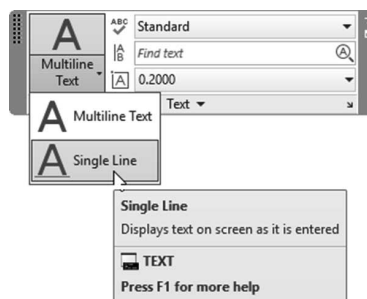 ABC
Standard
A
Multiline
Text
A
B
Find text
A
A
0.2000
Text
A Multiline Text
A Single Line
Single Line
Displays text on screen as it is entered
TEXT
Press F1 for more help